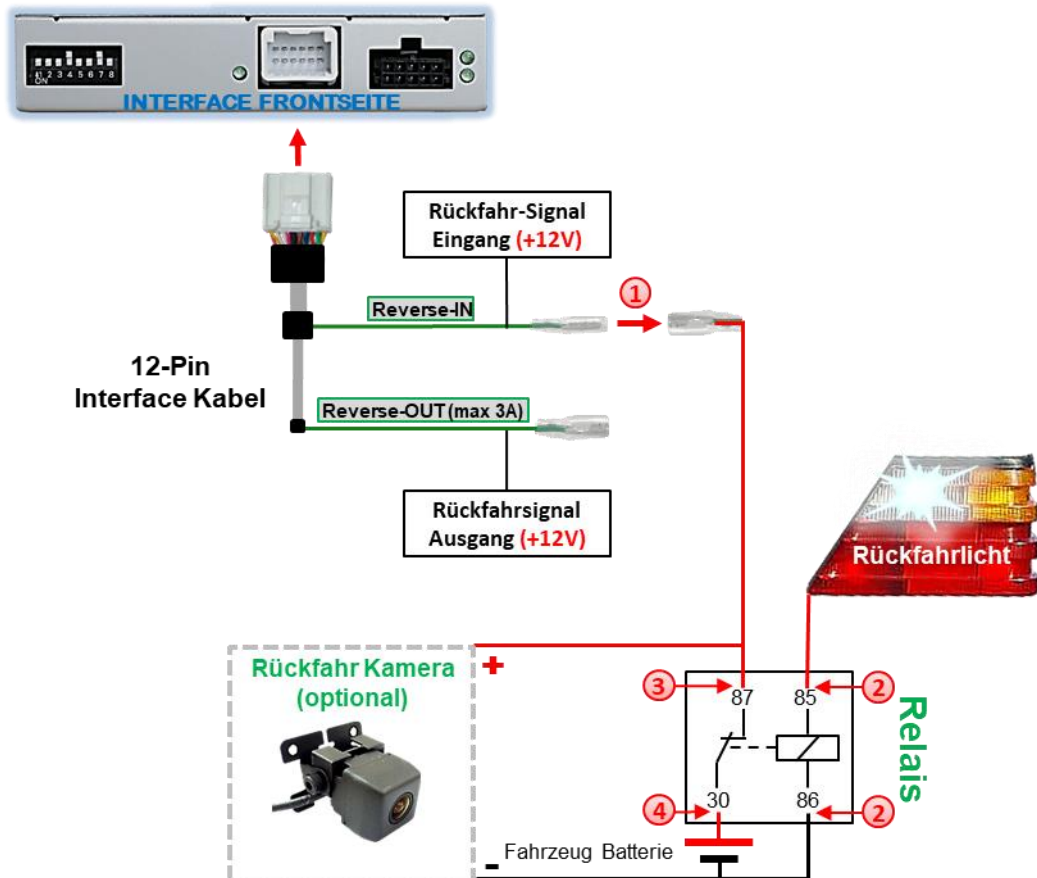 1 2 3 4 5 6 7 8
ON
INTERFACE FRONTSEITE
Rückfahr-Signal
Eingang (+12V)
1
Reverse-IN
12-Pin
Interface Kabel
Reverse-OUT (max 3A)
Rückfahrsignal
Ausgang (+12V)
Rückfahrlicht
Rückfahr Kamera
(optional)
+
3
87
85
2
Relais
30
86
4
2
- Fahrzeug Batterie